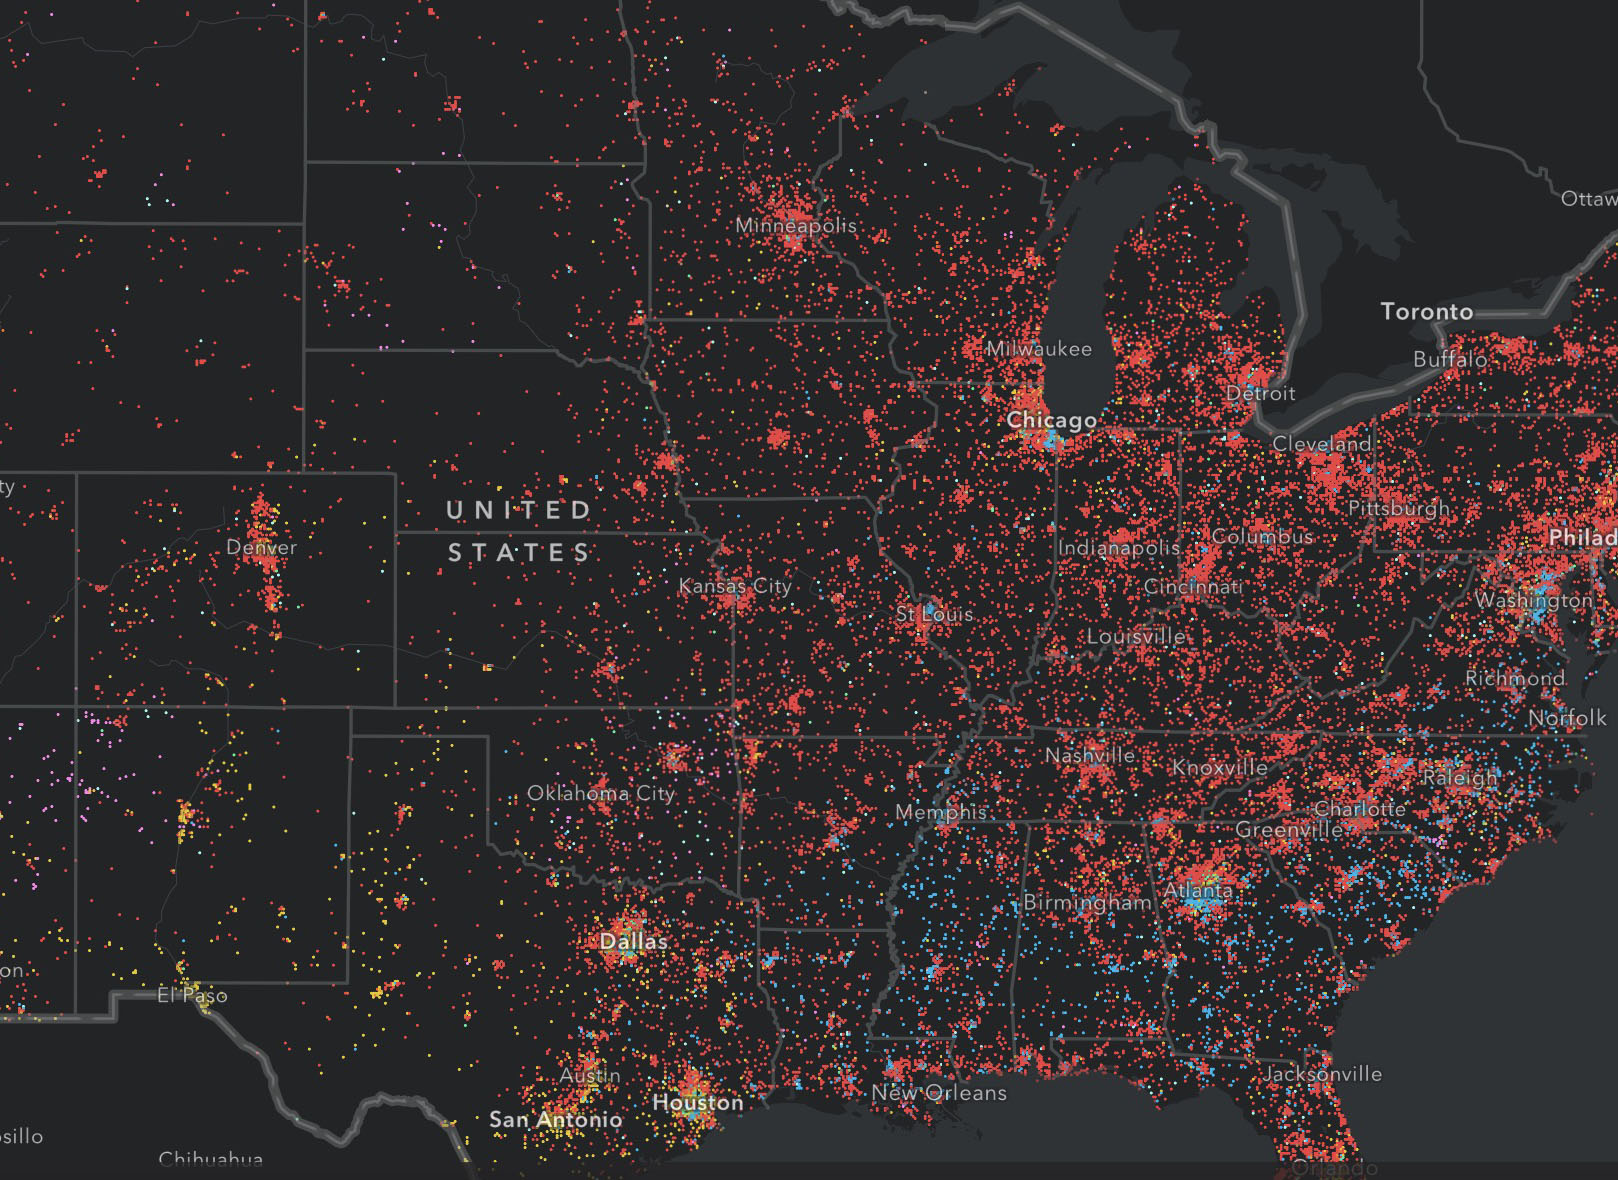 Ottaw
Minneapolis
Toronto
Milwaukee
Buffalo
Detroit
Chicago
Cleveland
ty
UNITED
Pittsburgh
Denver
Columbus
Philad
STATES
Indianapolis
Kansas City
Cincinnati
Washington
St Louis
Louisville
Richmond
Norfolk
Nashville
Knoxville
Raleigh
Oklahoma City
Memphis
Charlotte
Greenville
Atlanta
Birmingham
Dallas
on
El Paso
Austin
Jacksonville
New Orleans
Houston
San Antonio
osillo
Chihuahua
Orlando